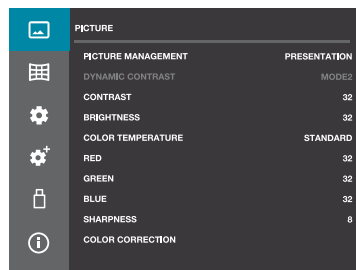 PICTURE
PICTURE MANAGEMENT PRESENTATION
DYNAMIC CONTRAST MODE2
CONTRAST 32
BRIGHTNESS 32
COLOR TEMPERATURE STANDARD
RED 32
GREEN 32
BLUE 32
SHARPNESS 8
COLOR CORRECTION